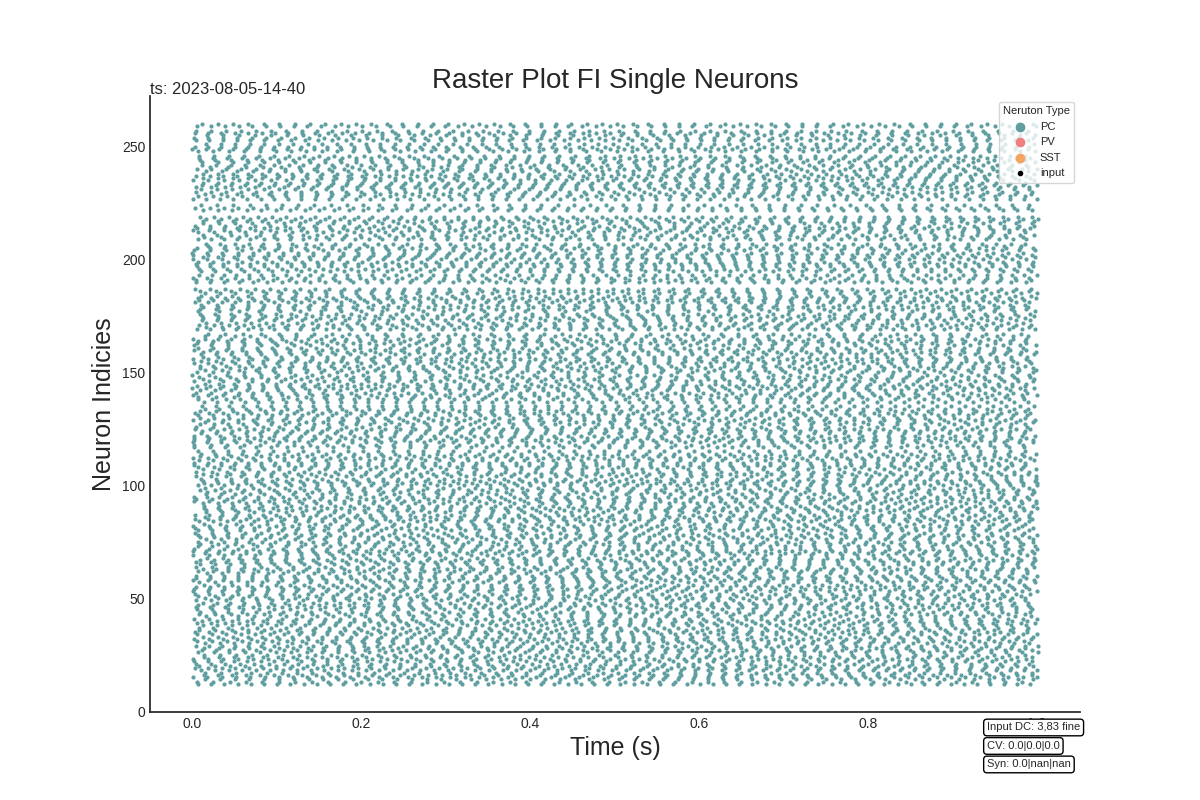 Raster Plot FI Single Neurons
ts: 2023-08-05-14-40
Neruton Type
PC
PV
SST
input
250
200
150
100
50
0
Neuron Indicies
0.0 0.2 0.4 0.6 0.8
Time (s)
Input DC: 3,83 fine
CV: 0.0|0.0|0.0
Syn: 0.0|nan|nan